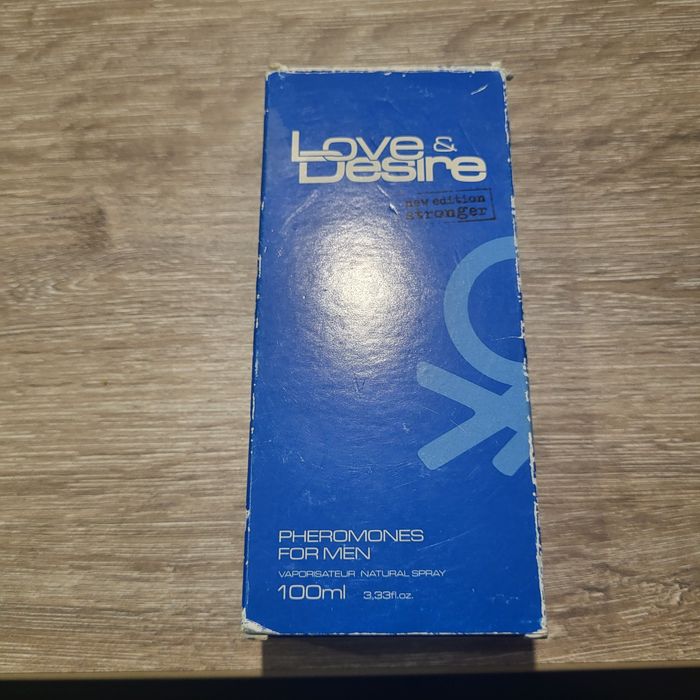 Love &
Desire
new edition
stronger
PHEROMONES
FOR MEN
VAPORISATEUR NATURAL SPRAY
100ml 3,33fl.oz.